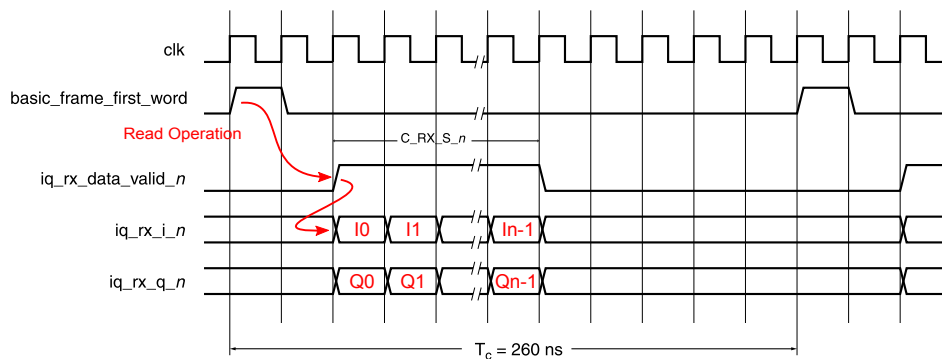 clk
basic_frame_first_word
Read Operation
C_RX_S_n
iq_rx_data_valid_n
iq_rx_i_n
I0 I1 In-1
iq_rx_q_n
Q0 Q1 Qn-1
Tc = 260 ns